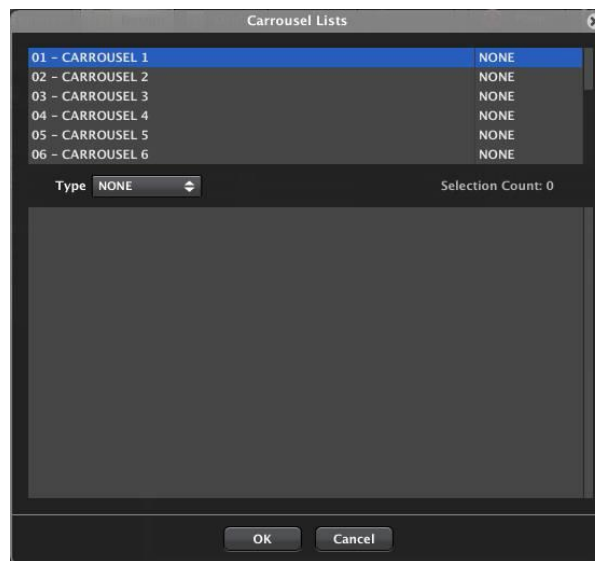 Carrousel Lists
01 – CARROUSEL 1 NONE
02 – CARROUSEL 2 NONE
03 – CARROUSEL 3 NONE
04 – CARROUSEL 4 NONE
05 – CARROUSEL 5 NONE
06 – CARROUSEL 6 NONE
Type NONE Selection Count: 0
OK Cancel